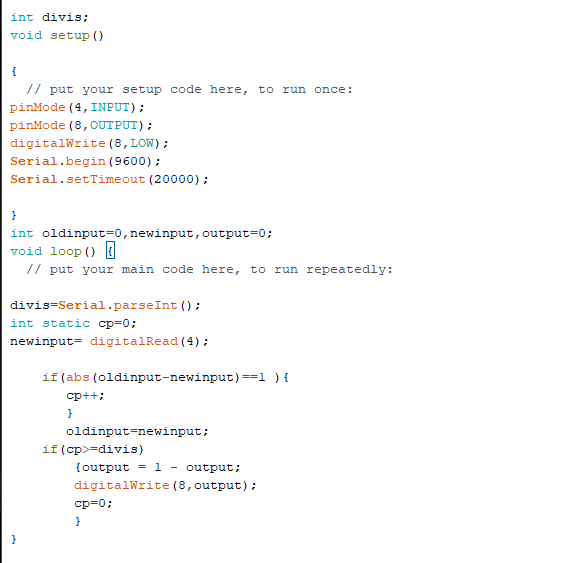 int divis;
void setup()
{
// put your setup code here, to run once:
pinMode(4,INPUT);
pinMode(8,OUTPUT);
digitalWrite(8,LOW);
Serial.begin(9600);
Serial.setTimeout(20000);
}
int oldinput=0,newinput,output=0;
void loop() {
// put your main code here, to run repeatedly:
divis=Serial.parseInt();
int static cp=0;
newinput= digitalRead(4);
if(abs(oldinput-newinput)==1 ){
cp++;
}
oldinput=newinput;
if(cp>=divis)
{output = 1 - output;
digitalWrite(8,output);
cp=0;
}
}